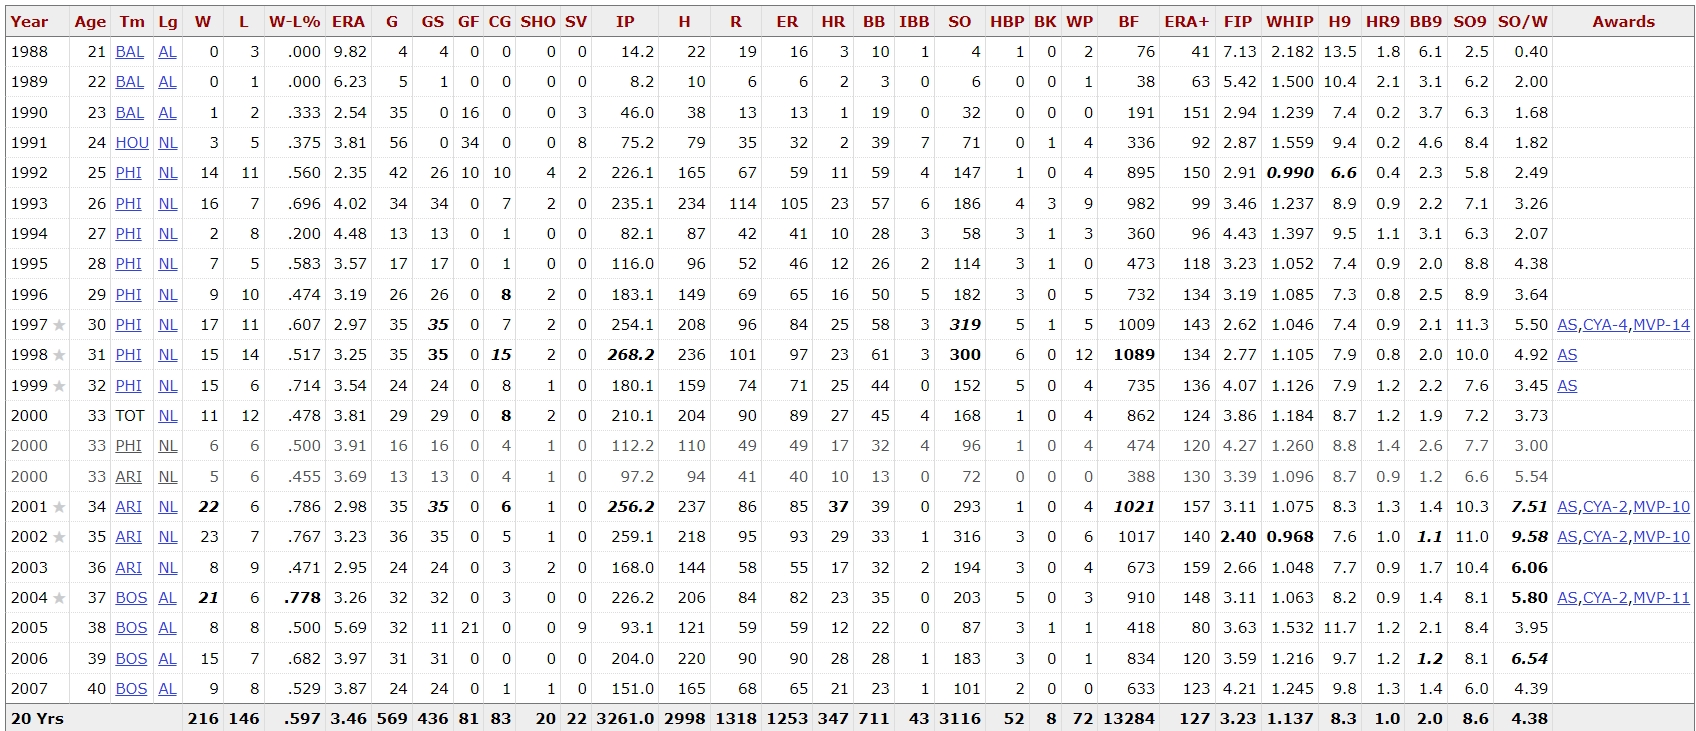 Year Age Tm Lg W L W-L% ERA G GS GF CG SHO SV IP H R ER HR BB IBB SO HBP BK WP BF ERA+ FIP WHIP H9 HR9 BB9 SO9 SO/W Awards
1988 21 BAL AL 0 3 .000 9.82 4 4 0 0 0 0 14.2 22 19 16 3 10 1 4 1 0 2 76 41 7.13 2.182 13.5 1.8 6.1 2.5 0.40
1989 22 BAL AL 0 1 .000 6.23 5 1 0 0 0 0 8.2 10 6 6 2 3 0 6 0 0 1 38 63 5.42 1.500 10.4 2.1 3.1 6.2 2.00
1990 23 BAL AL 1 2 .333 2.54 35 0 16 0 0 3 46.0 38 13 13 1 19 0 32 0 0 0 191 151 2.94 1.239 7.4 0.2 3.7 6.3 1.68
1991 24 HOU NL 3 5 .375 3.81 56 0 34 0 0 8 75.2 79 35 32 2 39 7 71 0 1 4 336 92 2.87 1.559 9.4 0.2 4.6 8.4 1.82
1992 25 PHI NL 14 11 .560 2.35 42 26 10 10 4 2 226.1 165 67 59 11 59 4 147 1 0 4 895 150 2.91 0.990 6.6 0.4 2.3 5.8 2.49
1993 26 PHI NL 16 7 .696 4.02 34 34 0 7 2 0 235.1 234 114 105 23 57 6 186 4 3 9 982 99 3.46 1.237 8.9 0.9 2.2 7.1 3.26
1994 27 PHI NL 2 8 .200 4.48 13 13 0 1 0 0 82.1 87 42 41 10 28 3 58 3 1 3 360 96 4.43 1.397 9.5 1.1 3.1 6.3 2.07
1995 28 PHI NL 7 5 .583 3.57 17 17 0 1 0 0 116.0 96 52 46 12 26 2 114 3 1 0 473 118 3.23 1.052 7.4 0.9 2.0 8.8 4.38
1996 29 PHI NL 9 10 .474 3.19 26 26 0 8 2 0 183.1 149 69 65 16 50 5 182 3 0 5 732 134 3.19 1.085 7.3 0.8 2.5 8.9 3.64
1997 ★ 30 PHI NL 17 11 .607 2.97 35 35 0 7 2 0 254.1 208 96 84 25 58 3 319 5 1 5 1009 143 2.62 1.046 7.4 0.9 2.1 11.3 5.50 AS,CYA-4,MVP-14
1998 ★ 31 PHI NL 15 14 .517 3.25 35 35 0 15 2 0 268.2 236 101 97 23 61 3 300 6 0 12 1089 134 2.77 1.105 7.9 0.8 2.0 10.0 4.92 AS
1999 ★ 32 PHI NL 15 6 .714 3.54 24 24 0 8 1 0 180.1 159 74 71 25 44 0 152 5 0 4 735 136 4.07 1.126 7.9 1.2 2.2 7.6 3.45 AS
2000 33 TOT NL 11 12 .478 3.81 29 29 0 8 2 0 210.1 204 90 89 27 45 4 168 1 0 4 862 124 3.86 1.184 8.7 1.2 1.9 7.2 3.73
2000 33 PHI NL 6 6 .500 3.91 16 16 0 4 1 0 112.2 110 49 49 17 32 4 96 1 0 4 474 120 4.27 1.260 8.8 1.4 2.6 7.7 3.00
2000 33 ARI NL 5 6 .455 3.69 13 13 0 4 1 0 97.2 94 41 40 10 13 0 72 0 0 0 388 130 3.39 1.096 8.7 0.9 1.2 6.6 5.54
2001 ★ 34 ARI NL 22 6 .786 2.98 35 35 0 6 1 0 256.2 237 86 85 37 39 0 293 1 0 4 1021 157 3.11 1.075 8.3 1.3 1.4 10.3 7.51 AS,CYA-2,MVP-10
2002 ★ 35 ARI NL 23 7 .767 3.23 36 35 0 5 1 0 259.1 218 95 93 29 33 1 316 3 0 6 1017 140 2.40 0.968 7.6 1.0 1.1 11.0 9.58 AS,CYA-2,MVP-10
2003 36 ARI NL 8 9 .471 2.95 24 24 0 3 2 0 168.0 144 58 55 17 32 2 194 3 0 4 673 159 2.66 1.048 7.7 0.9 1.7 10.4 6.06
2004 ★ 37 BOS AL 21 6 .778 3.26 32 32 0 3 0 0 226.2 206 84 82 23 35 0 203 5 0 3 910 148 3.11 1.063 8.2 0.9 1.4 8.1 5.80 AS,CYA-2,MVP-11
2005 38 BOS AL 8 8 .500 5.69 32 11 21 0 0 9 93.1 121 59 59 12 22 0 87 3 1 1 418 80 3.63 1.532 11.7 1.2 2.1 8.4 3.95
2006 39 BOS AL 15 7 .682 3.97 31 31 0 0 0 0 204.0 220 90 90 28 28 1 183 3 0 1 834 120 3.59 1.216 9.7 1.2 1.2 8.1 6.54
2007 40 BOS AL 9 8 .529 3.87 24 24 0 1 1 0 151.0 165 68 65 21 23 1 101 2 0 0 633 123 4.21 1.245 9.8 1.3 1.4 6.0 4.39
20 Yrs 216 146 .597 3.46 569 436 81 83 20 22 3261.0 2998 1318 1253 347 711 43 3116 52 8 72 13284 127 3.23 1.137 8.3 1.0 2.0 8.6 4.38